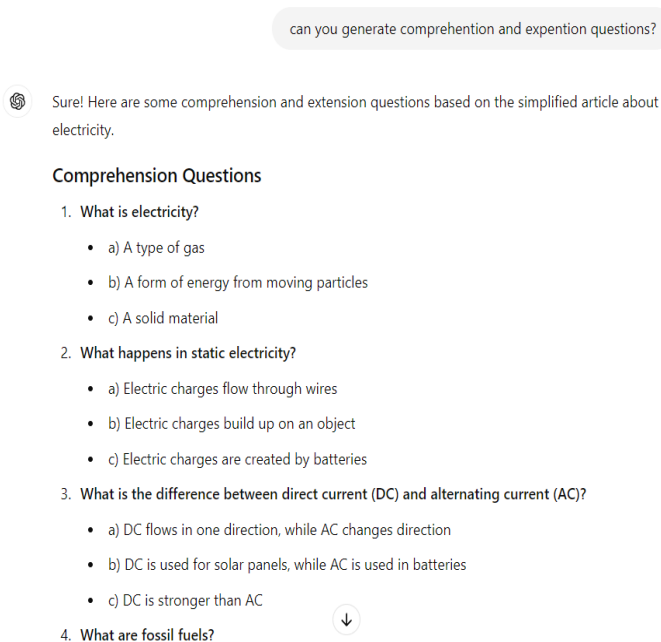 can you generate comprehention and expention questions?
Sure! Here are some comprehension and extension questions based on the simplified article about
electricity.
Comprehension Questions
1. What is electricity?
• a) A type of gas
• b) A form of energy from moving particles
• c) A solid material
2. What happens in static electricity?
• a) Electric charges flow through wires
• b) Electric charges build up on an object
• c) Electric charges are created by batteries
3. What is the difference between direct current (DC) and alternating current (AC)?
• a) DC flows in one direction, while AC changes direction
• b) DC is used for solar panels, while AC is used in batteries
• c) DC is stronger than AC
4. What are fossil fuels?